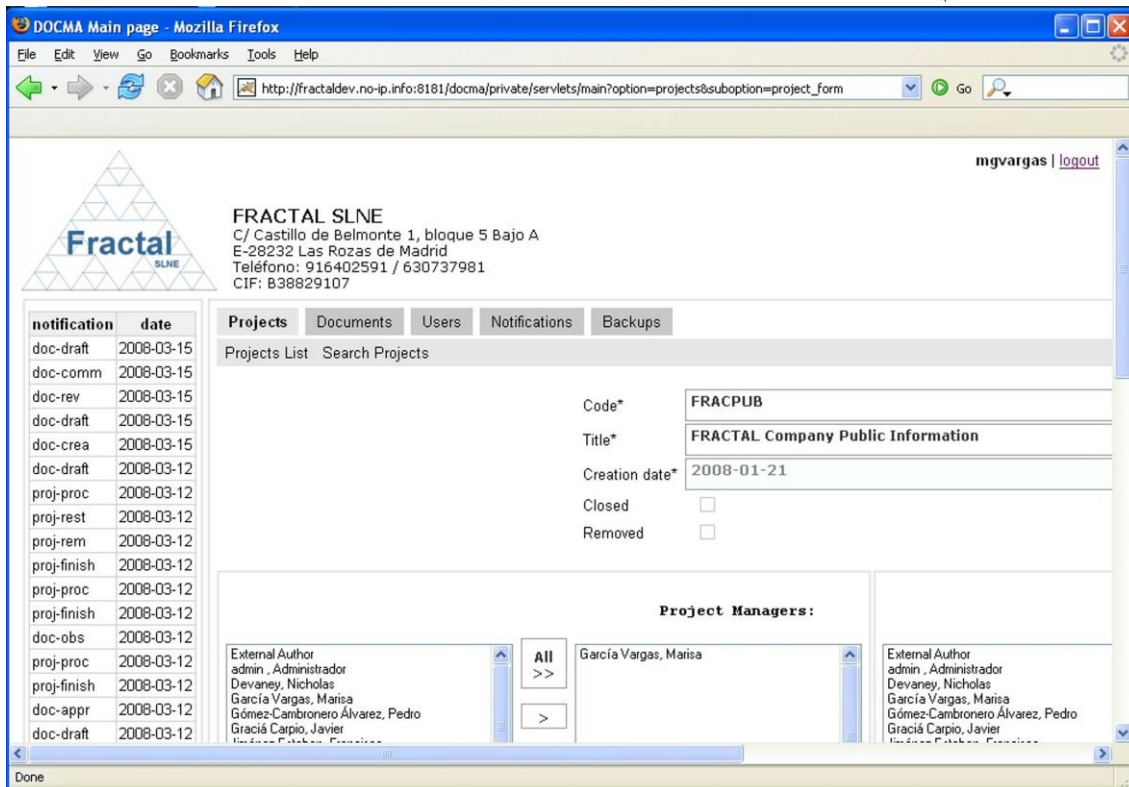 DOCMA Main page - Mozilla Firefox
File Edit View Go Bookmarks Tools Help
http://fractaldev.no-ip.info:8181/docma/private/servlets/main?option=projects&suboption=project_form Go
mgvargas | logout
Fractal
SLNE
FRACTAL SLNE
C/ Castillo de Belmonte 1, bloque 5 Bajo A
E-28232 Las Rozas de Madrid
Teléfono: 916402591 / 630737981
CIF: B38829107
notification date
doc-draft 2008-03-15
doc-comm 2008-03-15
doc-rev 2008-03-15
doc-draft 2008-03-15
doc-crea 2008-03-15
doc-draft 2008-03-12
proj-proc 2008-03-12
proj-rest 2008-03-12
proj-rem 2008-03-12
proj-finish 2008-03-12
proj-proc 2008-03-12
proj-finish 2008-03-12
doc-obs 2008-03-12
proj-proc 2008-03-12
proj-finish 2008-03-12
doc-appr 2008-03-12
doc-draft 2008-03-12
Projects Documents Users Notifications Backups
Projects List Search Projects
Code* FRACPUB
Title* FRACTAL Company Public Information
Creation date* 2008-01-21
Closed
Removed
Project Managers:
External Author
admin , Administrador
Devaney, Nicholas
García Vargas, Marisa
Gómez-Cambronero Álvarez, Pedro
Graciá Carpio, Javier
All
>>
>
García Vargas, Marisa
External Author
admin , Administrador
Devaney, Nicholas
García Vargas, Marisa
Gómez-Cambronero Álvarez, Pedro
Graciá Carpio, Javier
Done